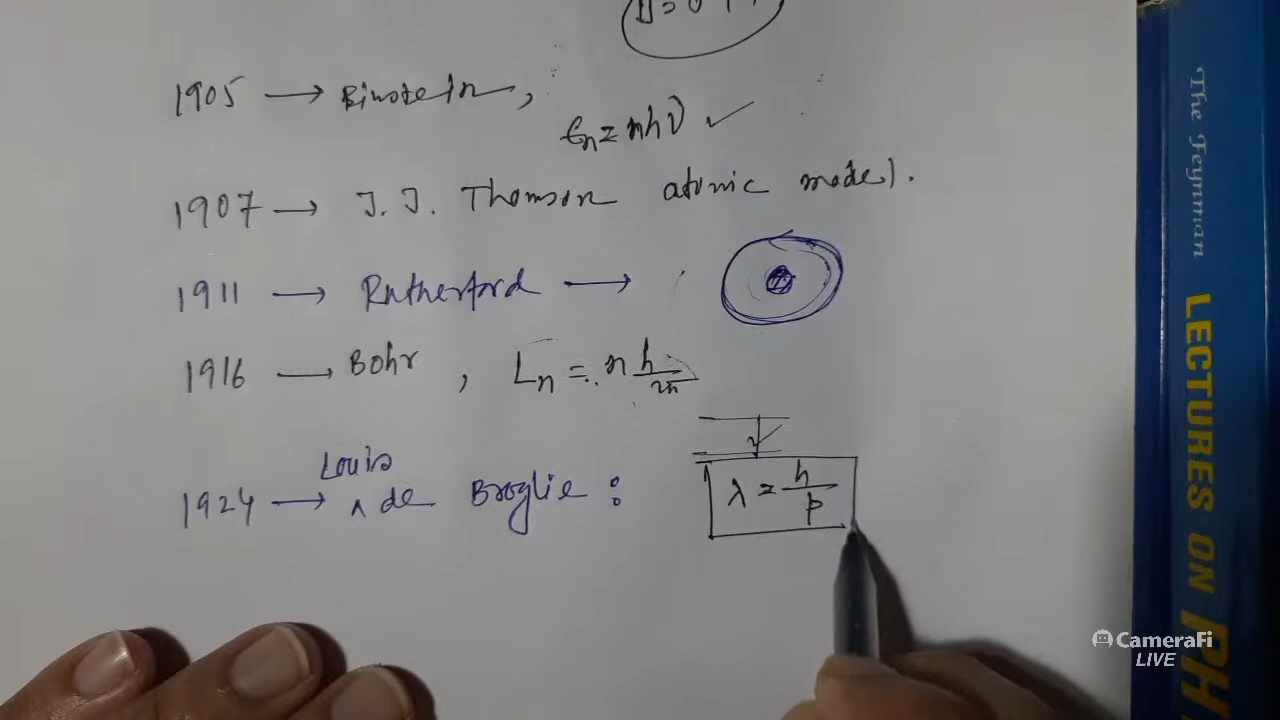 1905 → Einstein,
En = nhν ✓
1907 → J. J. Thomson atomic model.
1911 → Rutherford →
1916 → Bohr, Ln = n h/2π
Louis
1924 → ^ de Broglie :
λ = h/p
The Feynman
LECTURES ON PH
CameraFi
LIVE